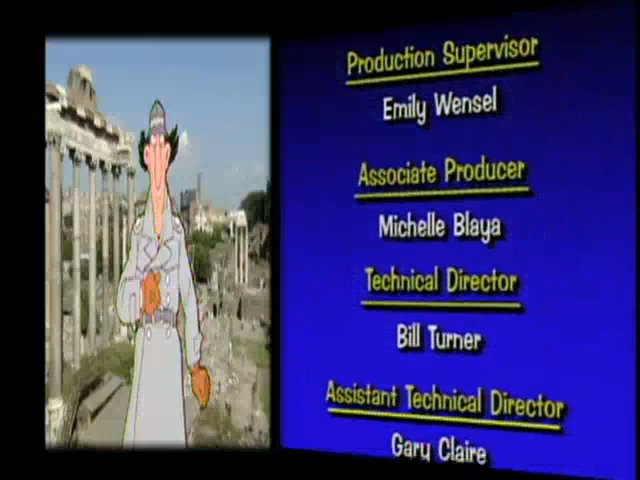 Production Supervisor
Emily Wensel
Associate Producer
Michelle Blaya
Technical Director
Bill Turner
Assistant Technical Director
Gary Claire